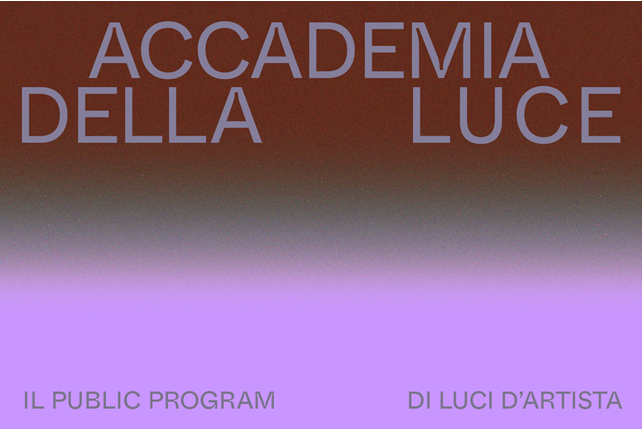 ACCADEMIA
DELLA LUCE
IL PUBLIC PROGRAM DI LUCI D’ARTISTA